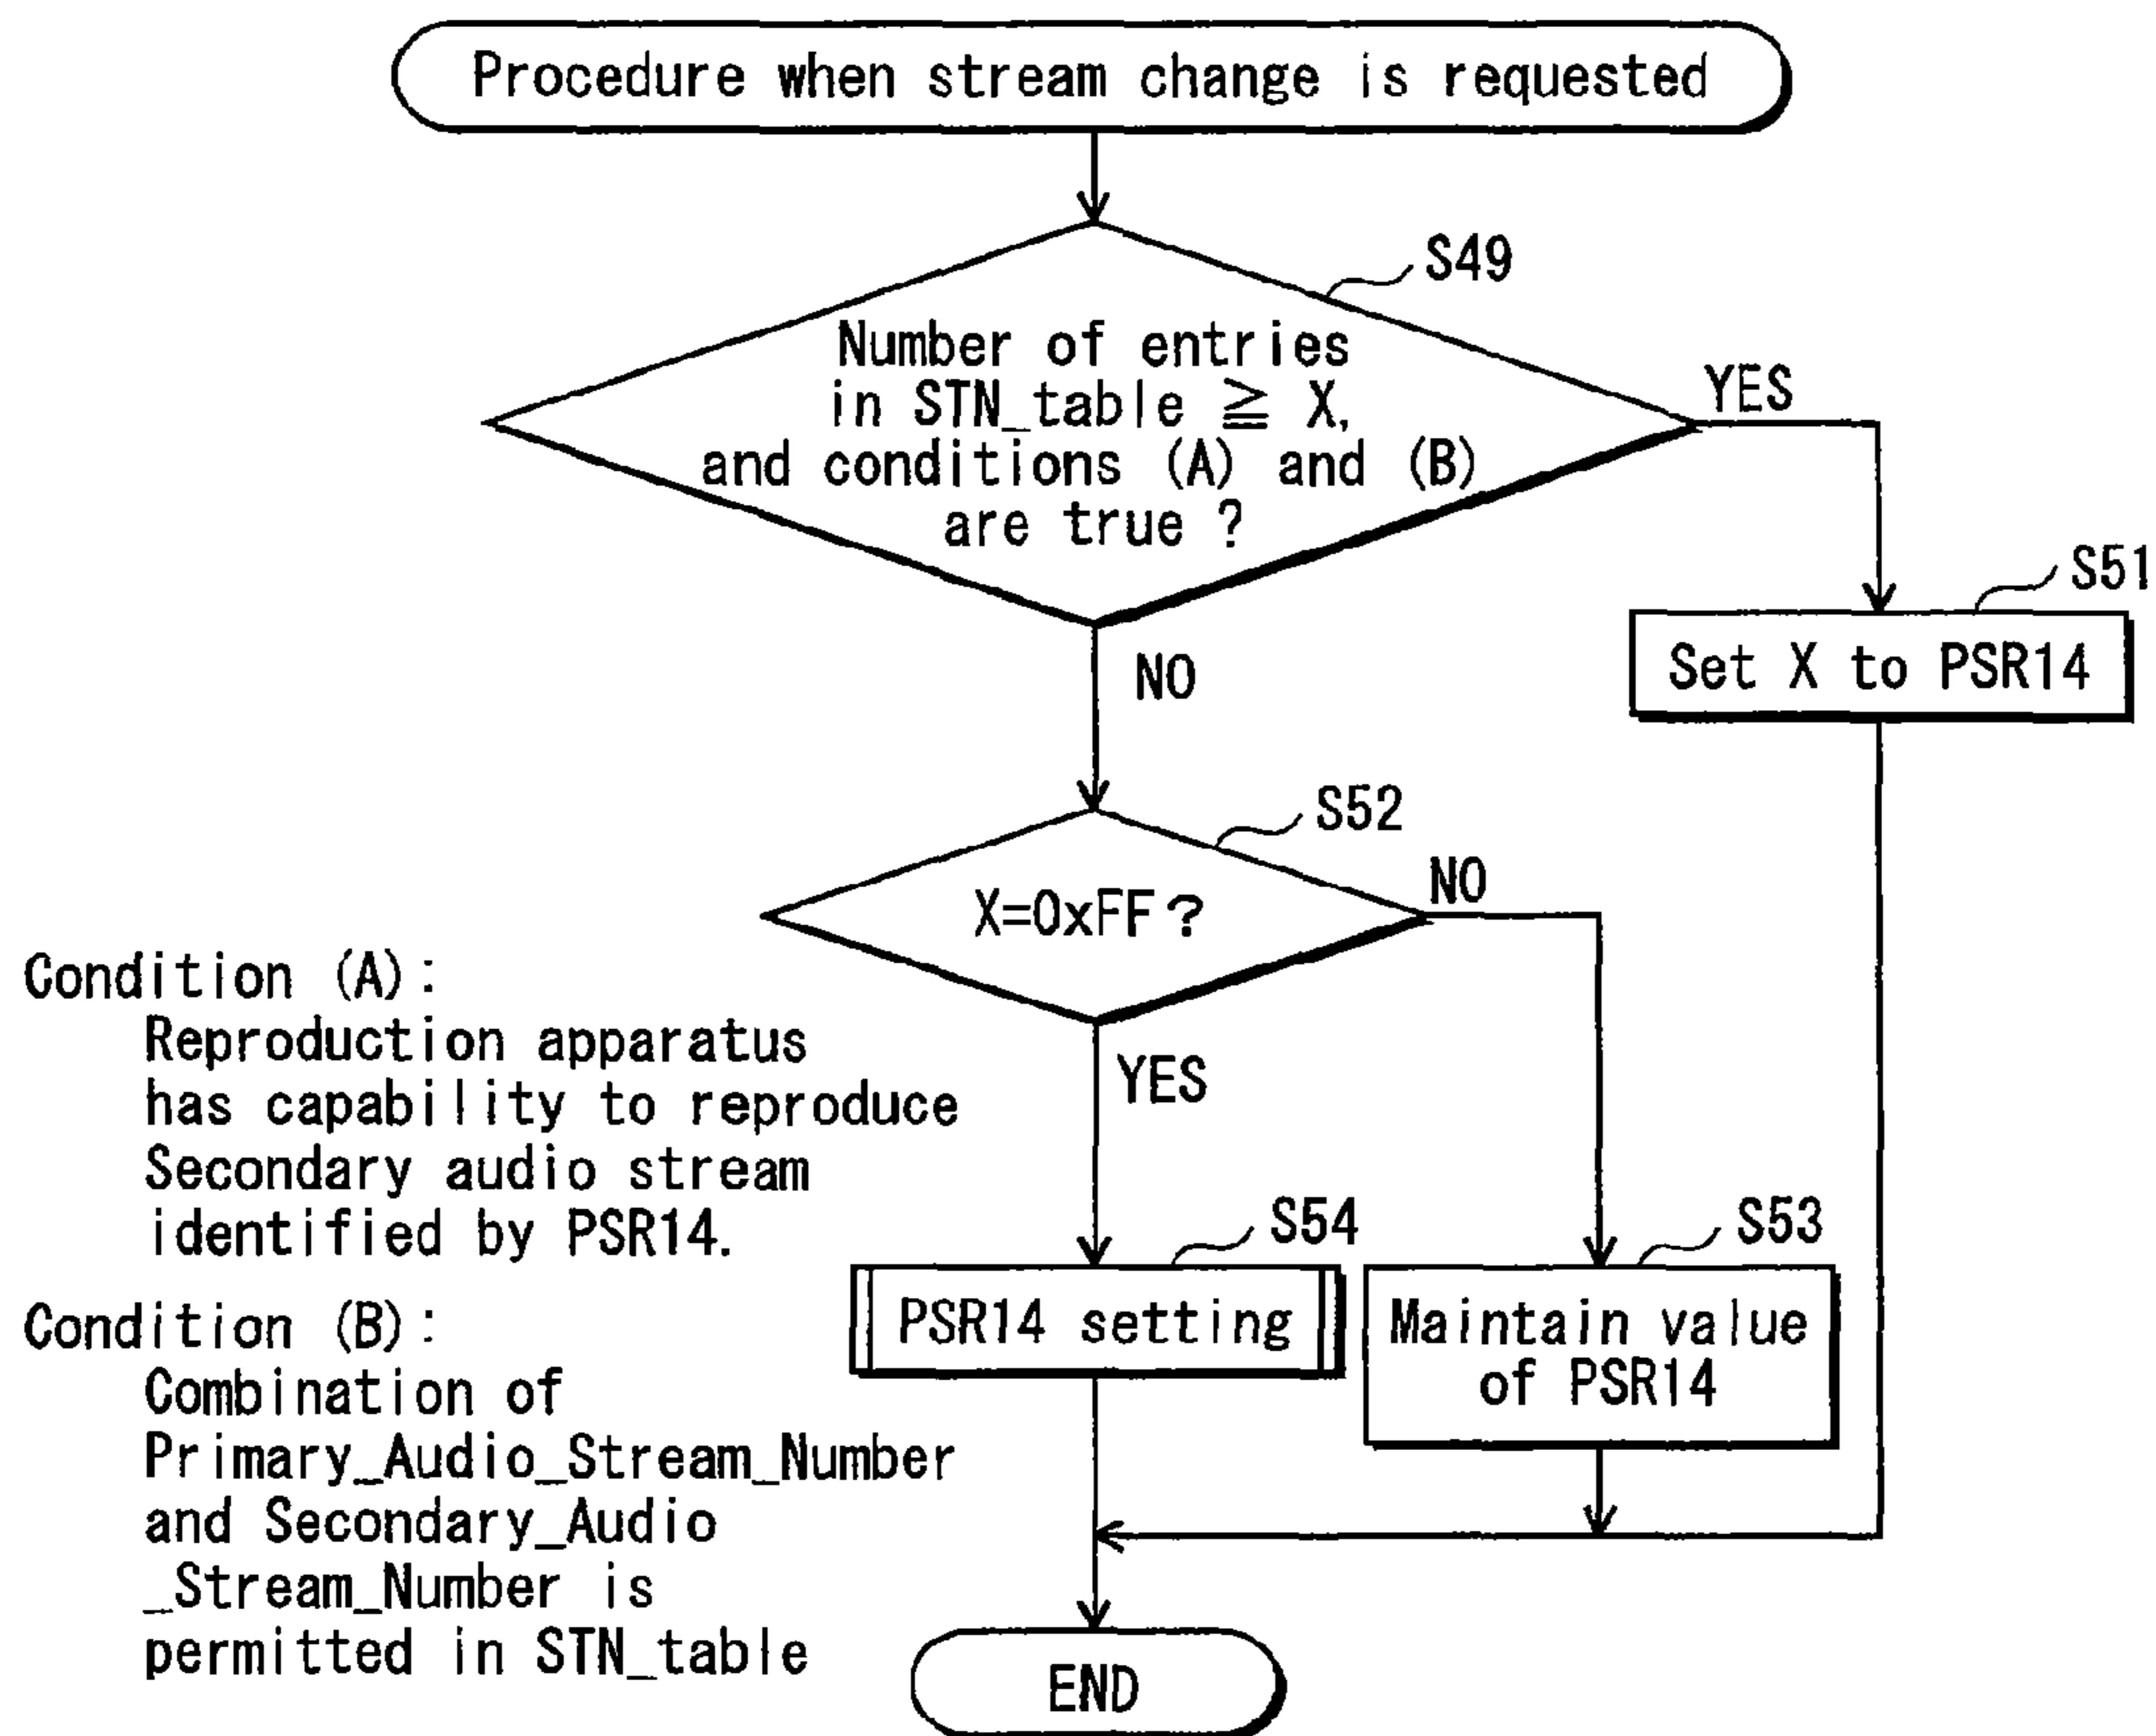 Procedure when stream change is requested
S49
Number of entries
in STN_table ≧ X,
and conditions (A) and (B)
are true ?
YES
S51
Set X to PSR14
NO
S52
X=0xFF?
NO
YES
Condition (A):
Reproduction apparatus
has capability to reproduce
Secondary audio stream
identified by PSR14.
Condition (B):
Combination of
Primary_Audio_Stream_Number
and Secondary_Audio
_Stream_Number is
permitted in STN_table
S54
PSR14 setting
S53
Maintain value
of PSR14
END